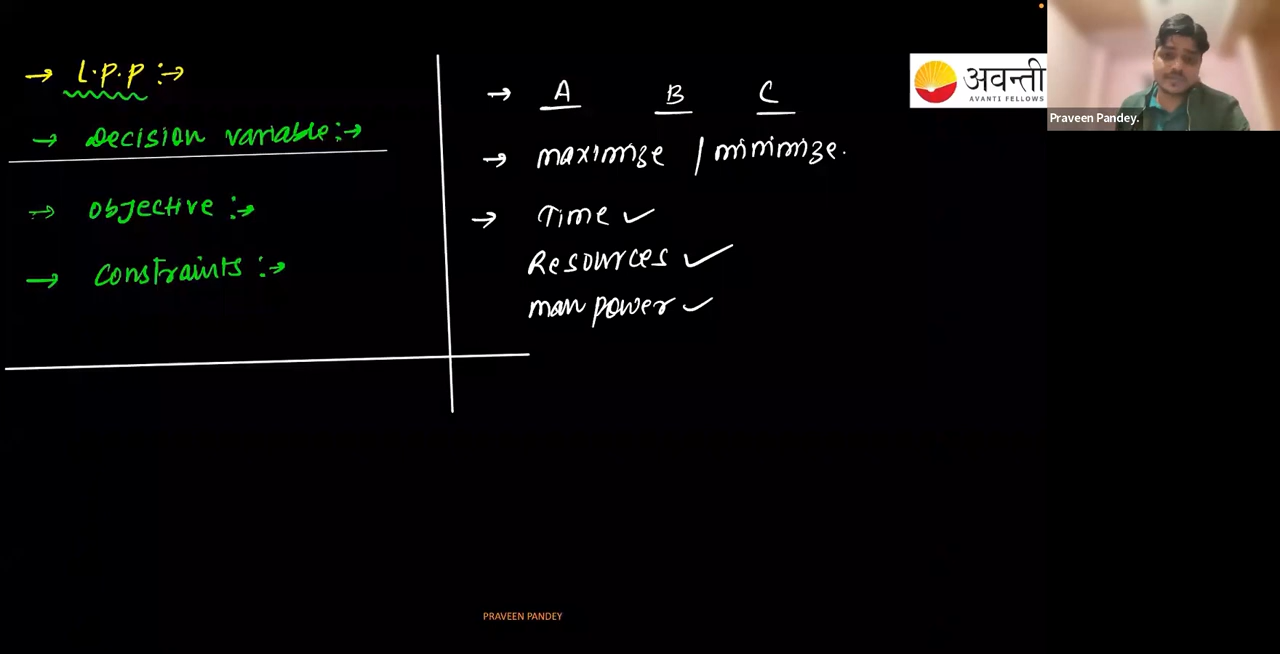 → L.P.P :→
→ Decision variable :→
→ Objective :→
→ constraints :→
→ A B C
→ maximize / minimize.
→ Time ✓
Resources ✓
man power ✓
अवन्ती
AVANTI FELLOWS
Praveen Pandey.
PRAVEEN PANDEY